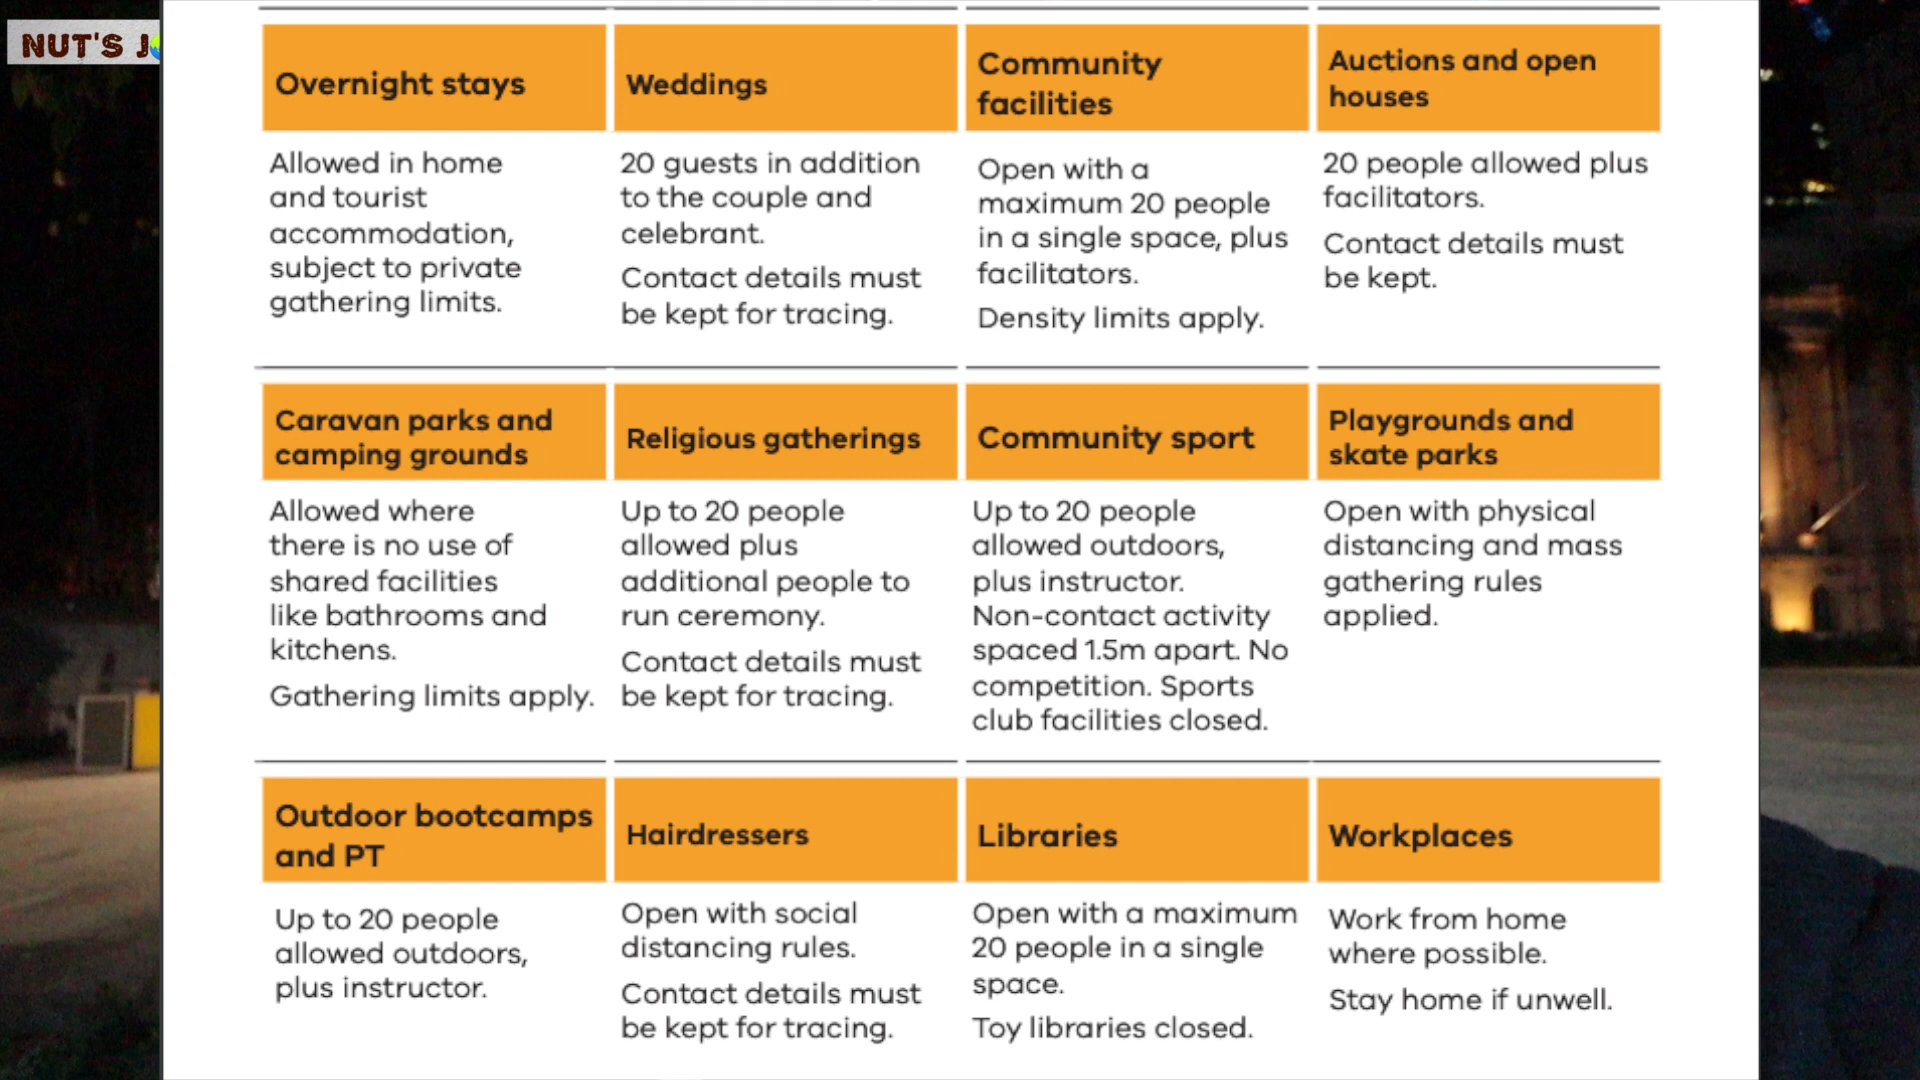 NUT'S J
Overnight stays
Allowed in home
and tourist
accommodation,
subject to private
gathering limits.
Weddings
20 guests in addition
to the couple and
celebrant.
Contact details must
be kept for tracing.
Community
facilities
Open with a
maximum 20 people
in a single space, plus
facilitators.
Density limits apply.
Auctions and open
houses
20 people allowed plus
facilitators.
Contact details must
be kept.
Caravan parks and
camping grounds
Allowed where
there is no use of
shared facilities
like bathrooms and
kitchens.
Gathering limits apply.
Religious gatherings
Up to 20 people
allowed plus
additional people to
run ceremony.
Contact details must
be kept for tracing.
Community sport
Up to 20 people
allowed outdoors,
plus instructor.
Non-contact activity
spaced 1.5m apart. No
competition. Sports
club facilities closed.
Playgrounds and
skate parks
Open with physical
distancing and mass
gathering rules
applied.
Outdoor bootcamps
and PT
Up to 20 people
allowed outdoors,
plus instructor.
Hairdressers
Open with social
distancing rules.
Contact details must
be kept for tracing.
Libraries
Open with a maximum
20 people in a single
space.
Toy libraries closed.
Workplaces
Work from home
where possible.
Stay home if unwell.